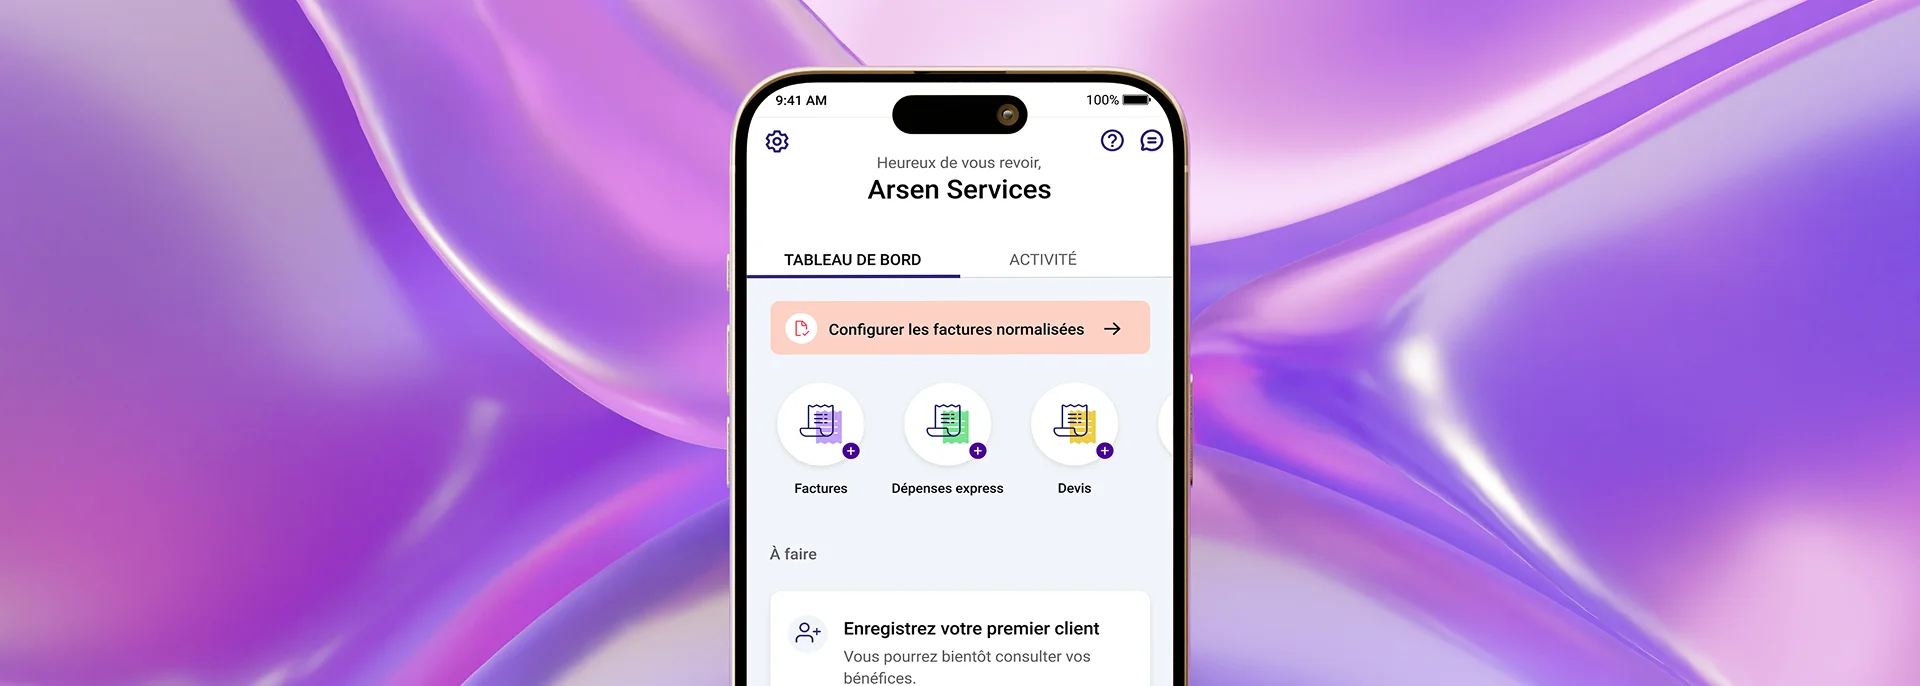 9:41 AM 100%
Heureux de vous revoir,
Arsen Services
TABLEAU DE BORD ACTIVITÉ
Configurer les factures normalisées
Factures Dépenses express Devis
À faire
Enregistrez votre premier client
Vous pourrez bientôt consulter vos
bénéfices.